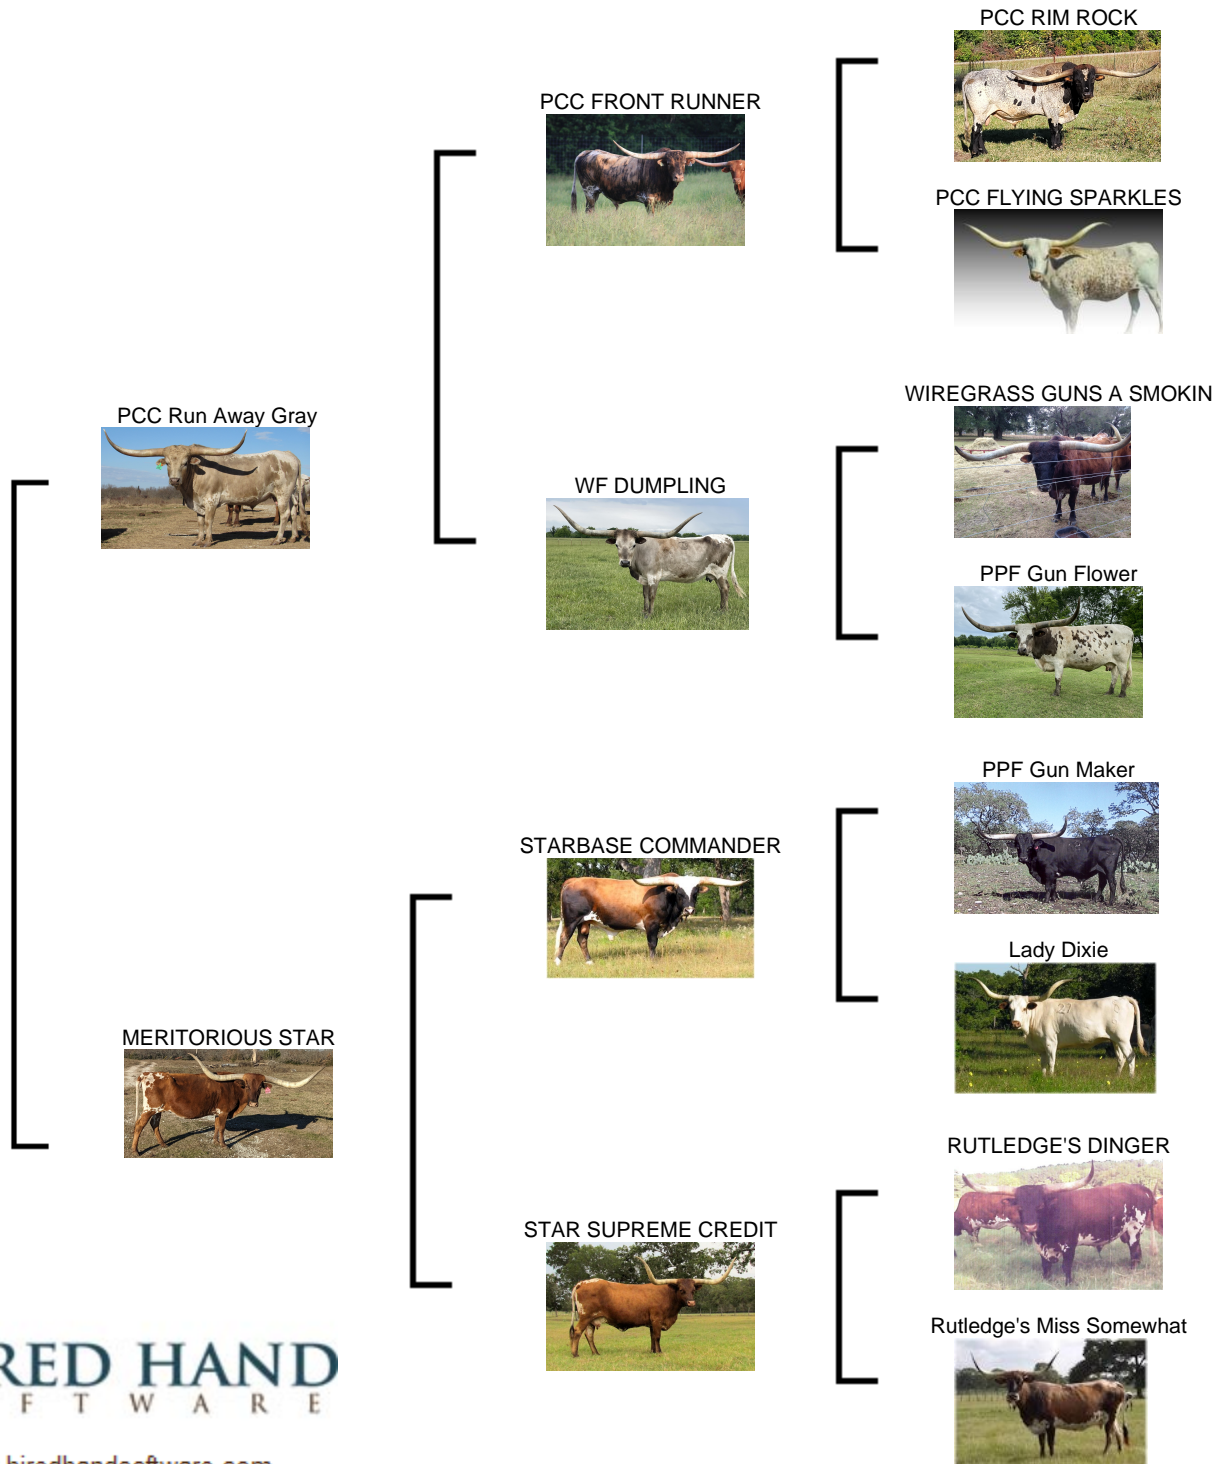 PCC RIM ROCK
PCC FRONT RUNNER
PCC FLYING SPARKLES
WIREGRASS GUNS A SMOKIN
PCC Run Away Gray
WF DUMPLING
PPF Gun Flower
PPF Gun Maker
STARBASE COMMANDER
Lady Dixie
MERITORIOUS STAR
RUTLEDGE'S DINGER
STAR SUPREME CREDIT
Rutledge's Miss Somewhat
RED HAND
F T W A R E
hiredhandsoftware.com